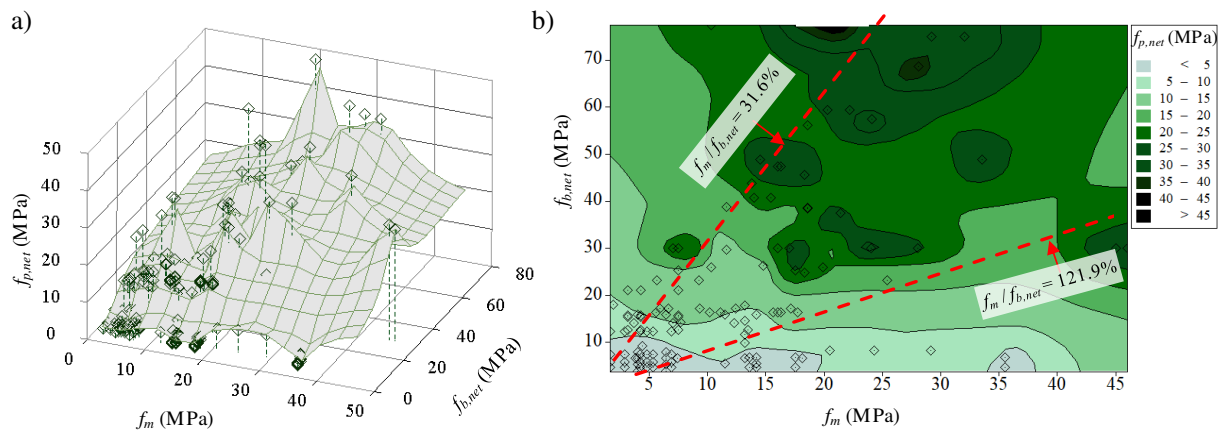 a)
50
40
30
20
10
0
f_p,net (MPa)
0
10
20
30
40
50
f_m (MPa)
0
20
40
60
80
f_b,net (MPa)
b)
70
60
50
40
30
20
10
f_b,net (MPa)
5
10
15
20
25
30
35
40
45
f_m (MPa)
f_m / f_b,net = 31.6%
f_m / f_b,net = 121.9%
f_p,net (MPa)
< 5
5 – 10
10 – 15
15 – 20
20 – 25
25 – 30
30 – 35
35 – 40
40 – 45
> 45